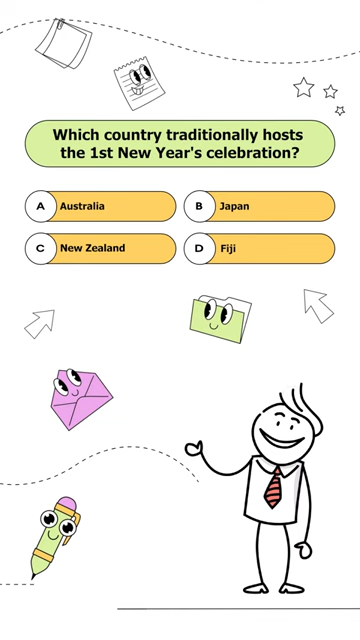 Which country traditionally hosts
the 1st New Year's celebration?
A Australia
B Japan
C New Zealand
D Fiji